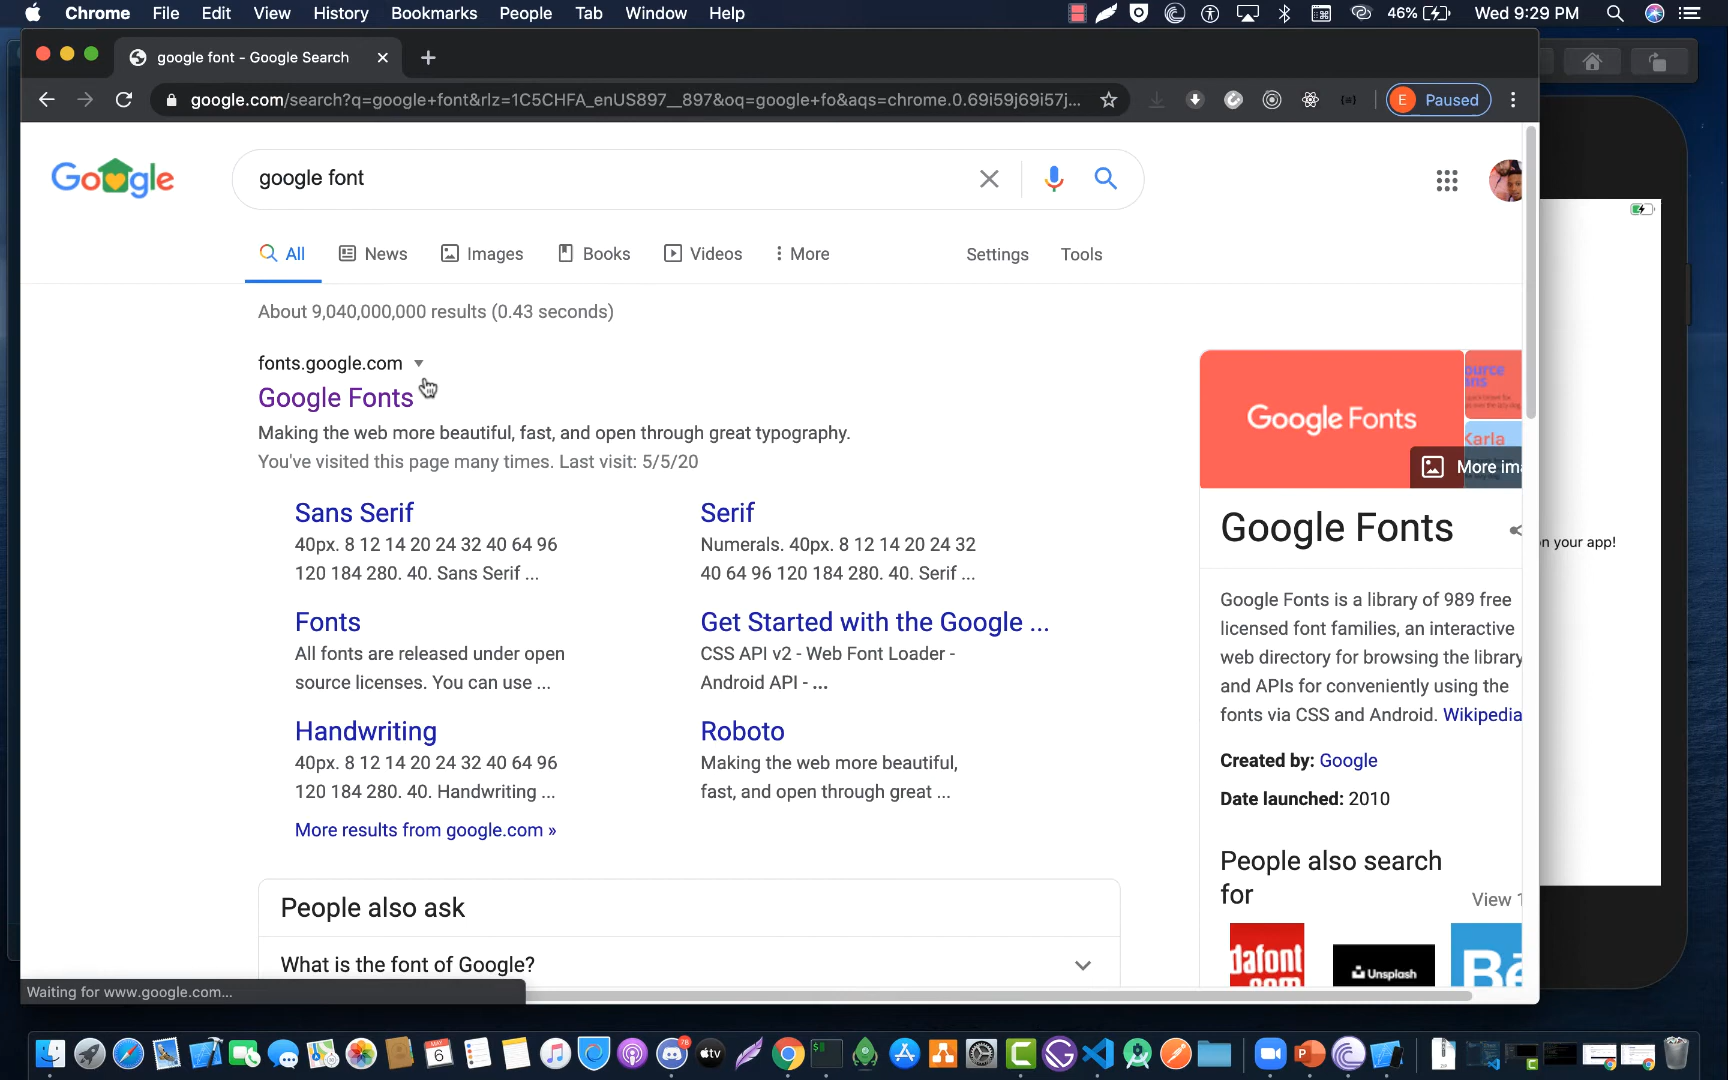 Chrome File Edit View History Bookmarks People Tab Window Help 46% Wed 9:29 PM
google font - Google Search
google.com/search?q=google+font&rlz=1C5CHFA_enUS897__897&oq=google+fo&aqs=chrome.0.69i59j69i57j... E Paused
Google
google font
All News Images Books Videos More Settings Tools
About 9,040,000,000 results (0.43 seconds)
fonts.google.com
Google Fonts
Making the web more beautiful, fast, and open through great typography.
You've visited this page many times. Last visit: 5/5/20
Sans Serif
40px. 8 12 14 20 24 32 40 64 96
120 184 280. 40. Sans Serif ...
Serif
Numerals. 40px. 8 12 14 20 24 32
40 64 96 120 184 280. 40. Serif ...
Fonts
All fonts are released under open
source licenses. You can use ...
Get Started with the Google ...
CSS API v2 - Web Font Loader -
Android API - ...
Handwriting
40px. 8 12 14 20 24 32 40 64 96
120 184 280. 40. Handwriting ...
Roboto
Making the web more beautiful,
fast, and open through great ...
More results from google.com »
People also ask
What is the font of Google?
Google Fonts
Karla
More
Google Fonts
Google Fonts is a library of 989 free
licensed font families, an interactive
web directory for browsing the library
and APIs for conveniently using the
fonts via CSS and Android. Wikipedia
Created by: Google
Date launched: 2010
People also search
for
View 1
dafont
com
Unsplash
Bē
n your app!
Waiting for www.google.com...
MAY
6
78
tv